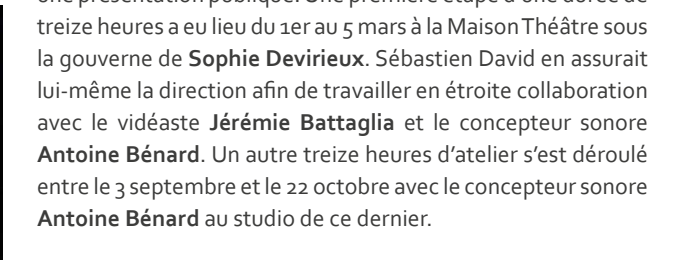 une présentation publique. Une première étape d'une durée de
treize heures a eu lieu du 1er au 5 mars à la Maison Théâtre sous
la gouverne de Sophie Devirieux. Sébastien David en assurait
lui-même la direction afin de travailler en étroite collaboration
avec le vidéaste Jérémie Battaglia et le concepteur sonore
Antoine Bénard. Un autre treize heures d'atelier s'est déroulé
entre le 3 septembre et le 22 octobre avec le concepteur sonore
Antoine Bénard au studio de ce dernier.